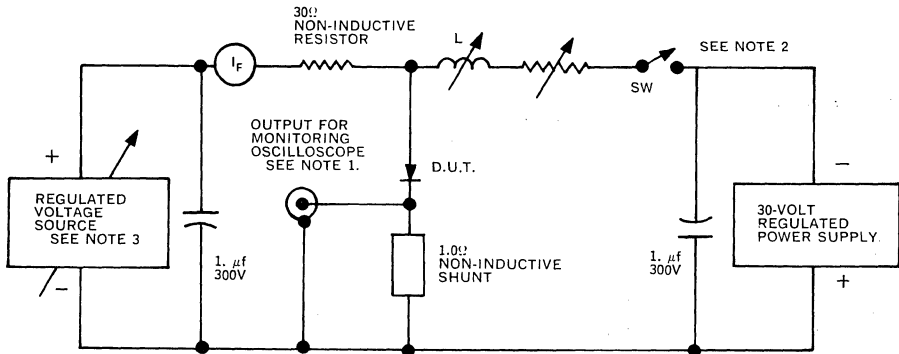 30Ω
NON-INDUCTIVE
RESISTOR
I_F
L
SEE NOTE 2
SW
OUTPUT FOR
MONITORING
OSCILLOSCOPE
SEE NOTE 1.
D.U.T.
+
REGULATED
VOLTAGE
SOURCE
SEE NOTE 3
−
1. µf
300V
1.0Ω
NON-INDUCTIVE
SHUNT
1. µf
300V
−
30-VOLT
REGULATED
POWER SUPPLY
+